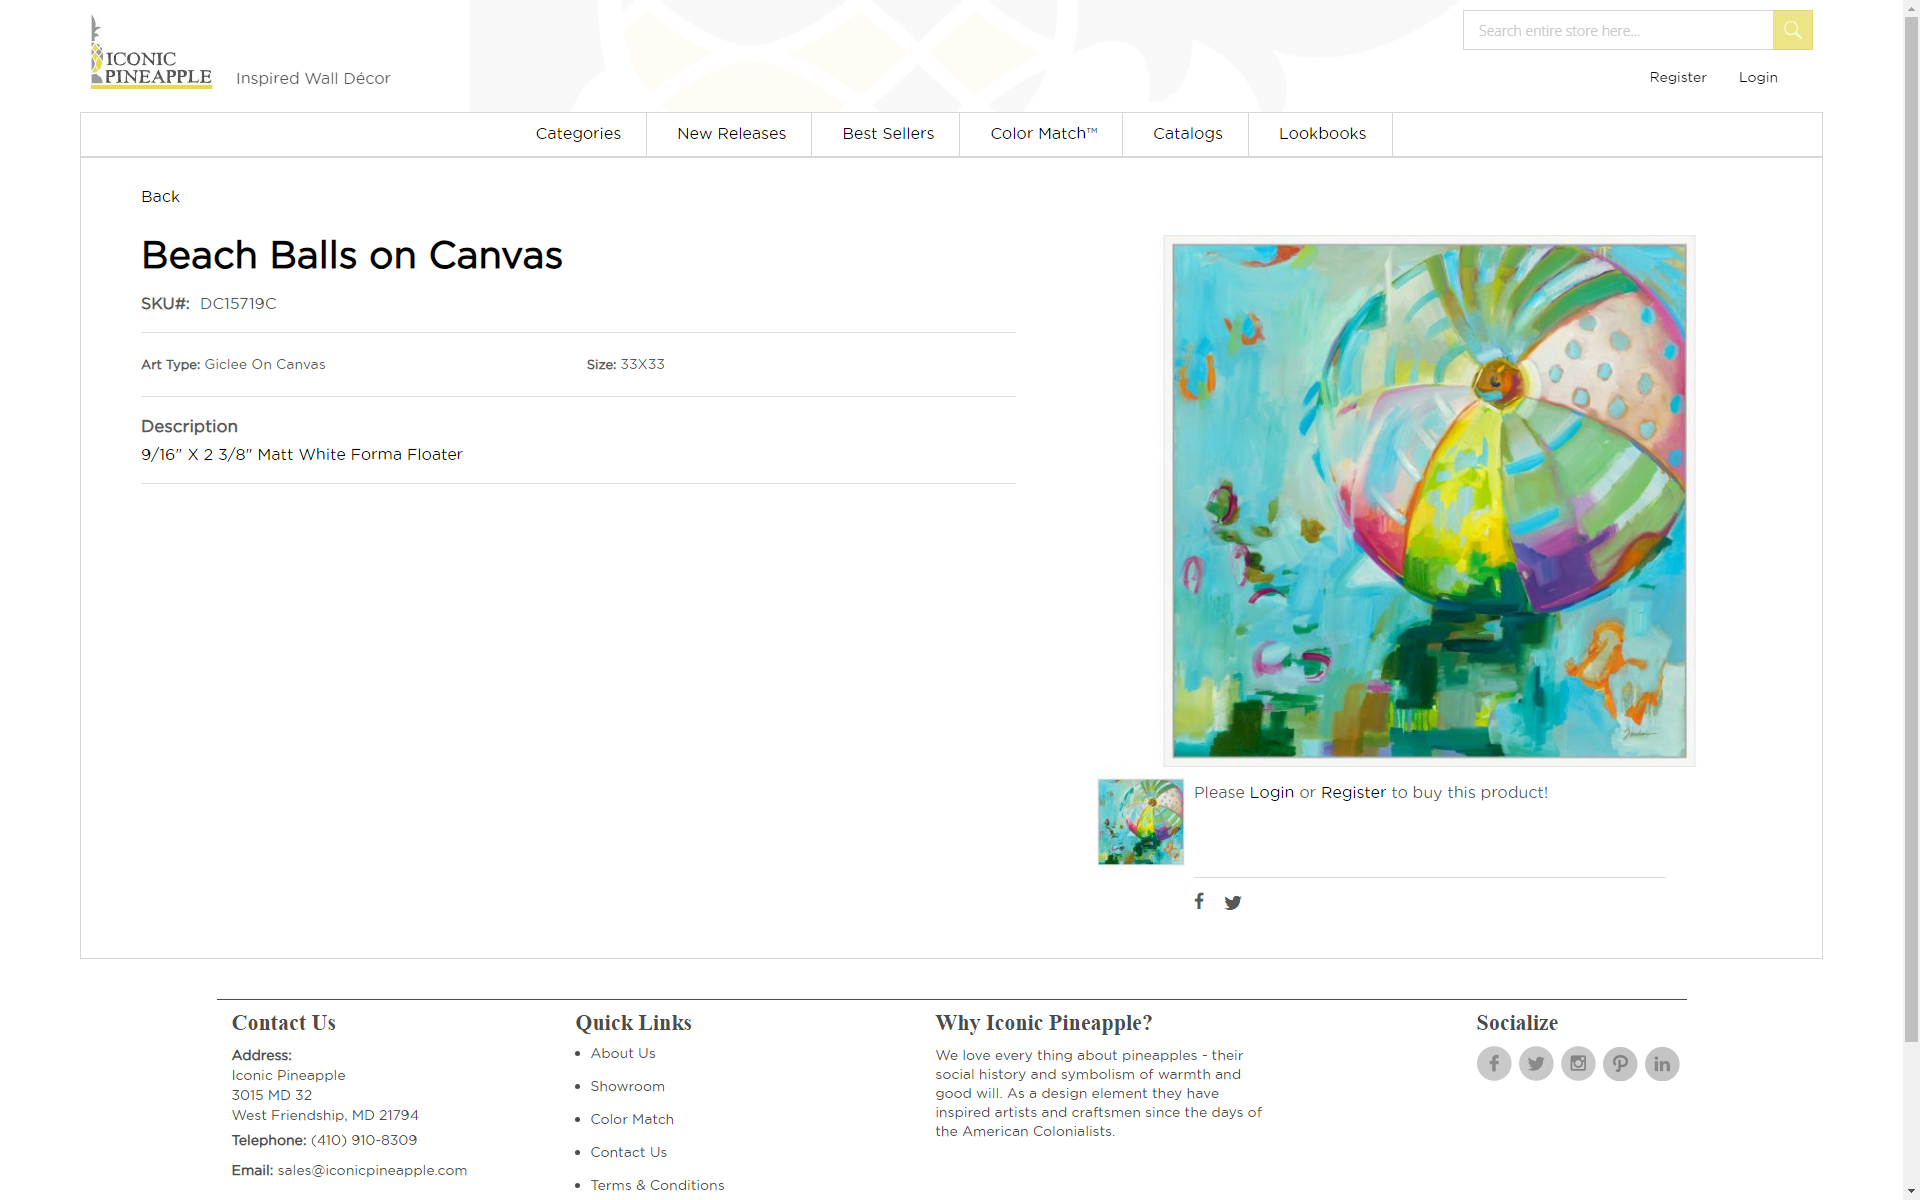 ICONIC
PINEAPPLE
Inspired Wall Décor
Search entire store here...
Register
Login
Categories
New Releases
Best Sellers
Color Match™
Catalogs
Lookbooks
Back
Beach Balls on Canvas
SKU#: DC15719C
Art Type: Giclee On Canvas
Size: 33X33
Description
9/16" X 2 3/8" Matt White Forma Floater
Please Login or Register to buy this product!
Contact Us
Address:
Iconic Pineapple
3015 MD 32
West Friendship, MD 21794
Telephone: (410) 910-8309
Email: sales@iconicpineapple.com
Quick Links
About Us
Showroom
Color Match
Contact Us
Terms & Conditions
Why Iconic Pineapple?
We love every thing about pineapples - their
social history and symbolism of warmth and
good will. As a design element they have
inspired artists and craftsmen since the days of
the American Colonialists.
Socialize